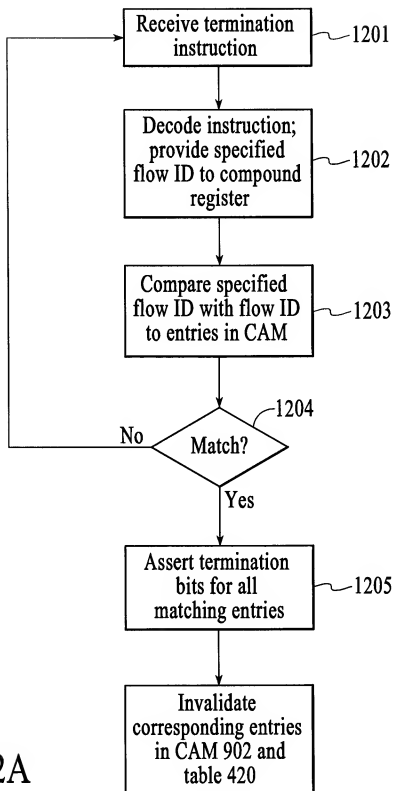 Receive termination
instruction
1201
Decode instruction;
provide specified
flow ID to compound
register
1202
Compare specified
flow ID with flow ID
to entries in CAM
1203
1204
No
Match?
Yes
Assert termination
bits for all
matching entries
1205
Invalidate
corresponding entries
in CAM 902 and
table 420
2A